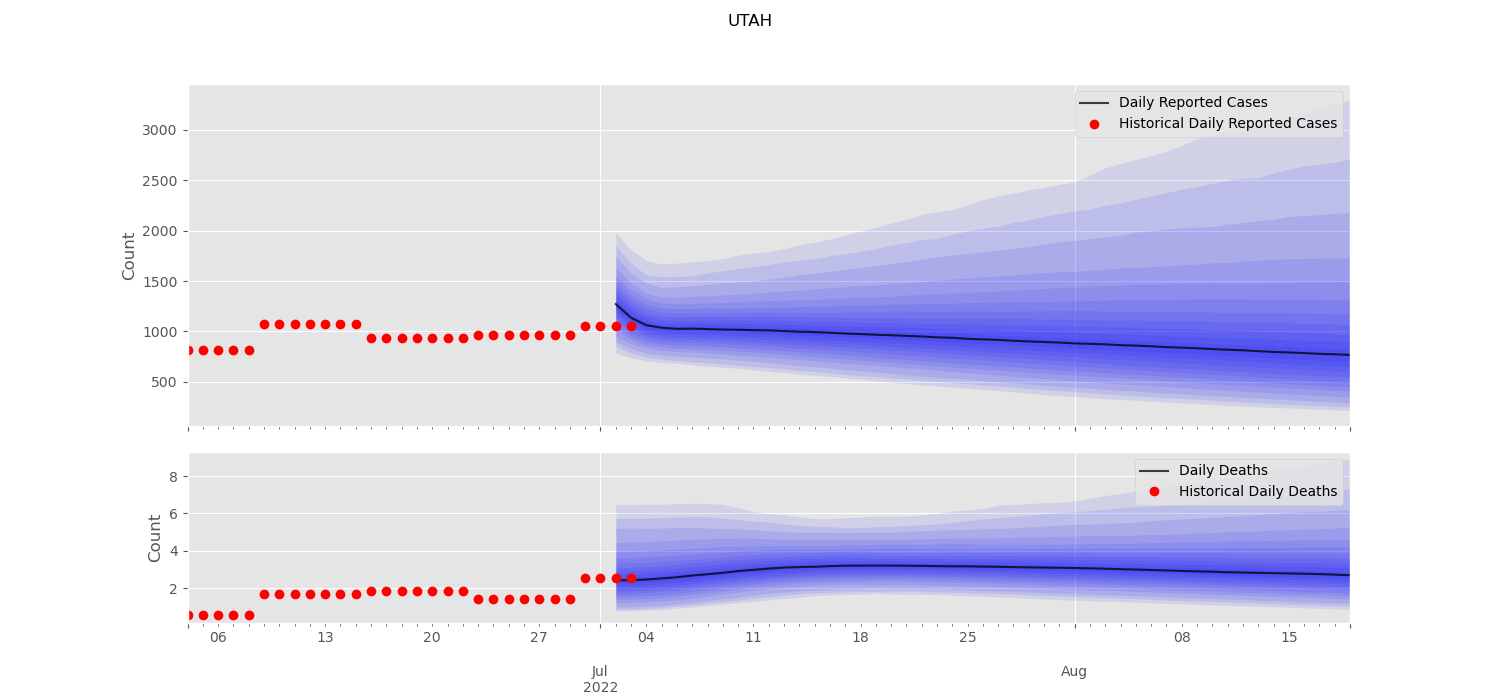 UTAH
Daily Reported Cases
Historical Daily Reported Cases
3000
2500
2000
1500
1000
500
Count
Daily Deaths
Historical Daily Deaths
8
6
4
2
Count
06 13 20 27 04 11 18 25 08 15
Jul Aug
2022